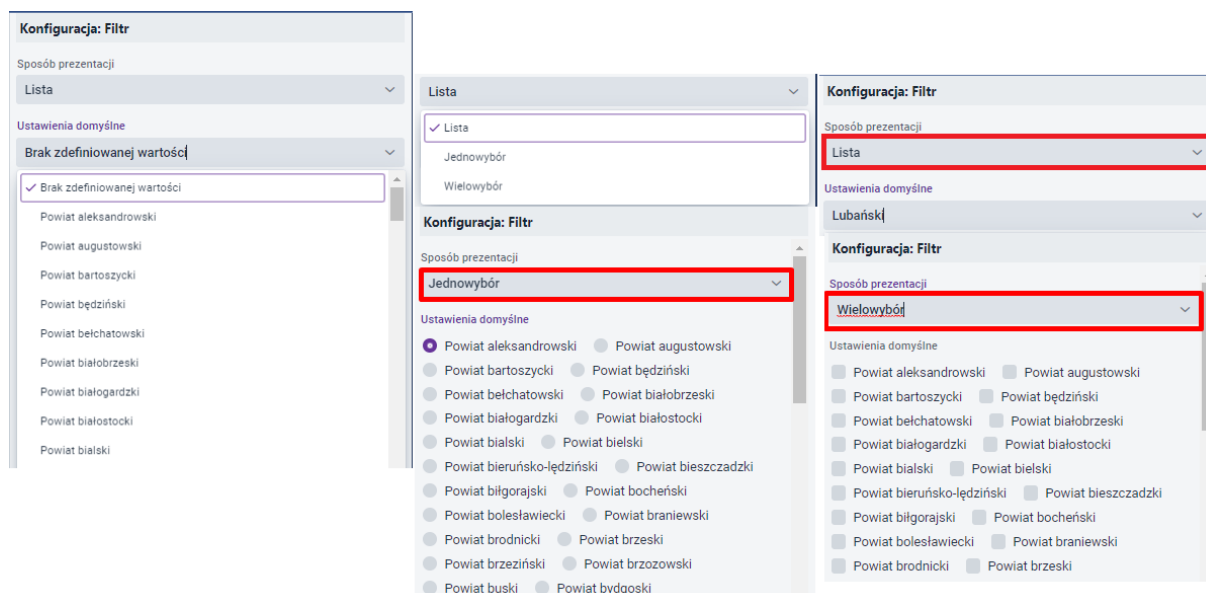 Konfiguracja: Filtr
Sposób prezentacji
Lista
Ustawienia domyślne
Brak zdefiniowanej wartości
Brak zdefiniowanej wartości
Powiat aleksandrowski
Powiat augustowski
Powiat bartoszycki
Powiat będziński
Powiat bełchatowski
Powiat białobrzeski
Powiat białogardzki
Powiat białostocki
Powiat bialski
Lista
Lista
Jednowybór
Wielowybór
Konfiguracja: Filtr
Sposób prezentacji
Jednowybór
Ustawienia domyślne
Powiat aleksandrowski Powiat augustowski
Powiat bartoszycki Powiat będziński
Powiat bełchatowski Powiat białobrzeski
Powiat białogardzki Powiat białostocki
Powiat bialski Powiat bielski
Powiat bieruńsko-lędziński Powiat bieszczadzki
Powiat biłgorajski Powiat bocheński
Powiat bolesławiecki Powiat braniewski
Powiat brodnicki Powiat brzeski
Powiat brzeziński Powiat brzozowski
Powiat buski Powiat bydgoski
Konfiguracja: Filtr
Sposób prezentacji
Lista
Ustawienia domyślne
Lubański
Konfiguracja: Filtr
Sposób prezentacji
Wielowybór
Ustawienia domyślne
Powiat aleksandrowski Powiat augustowski
Powiat bartoszycki Powiat będziński
Powiat bełchatowski Powiat białobrzeski
Powiat białogardzki Powiat białostocki
Powiat bialski Powiat bielski
Powiat bieruńsko-lędziński Powiat bieszczadzki
Powiat biłgorajski Powiat bocheński
Powiat bolesławiecki Powiat braniewski
Powiat brodnicki Powiat brzeski